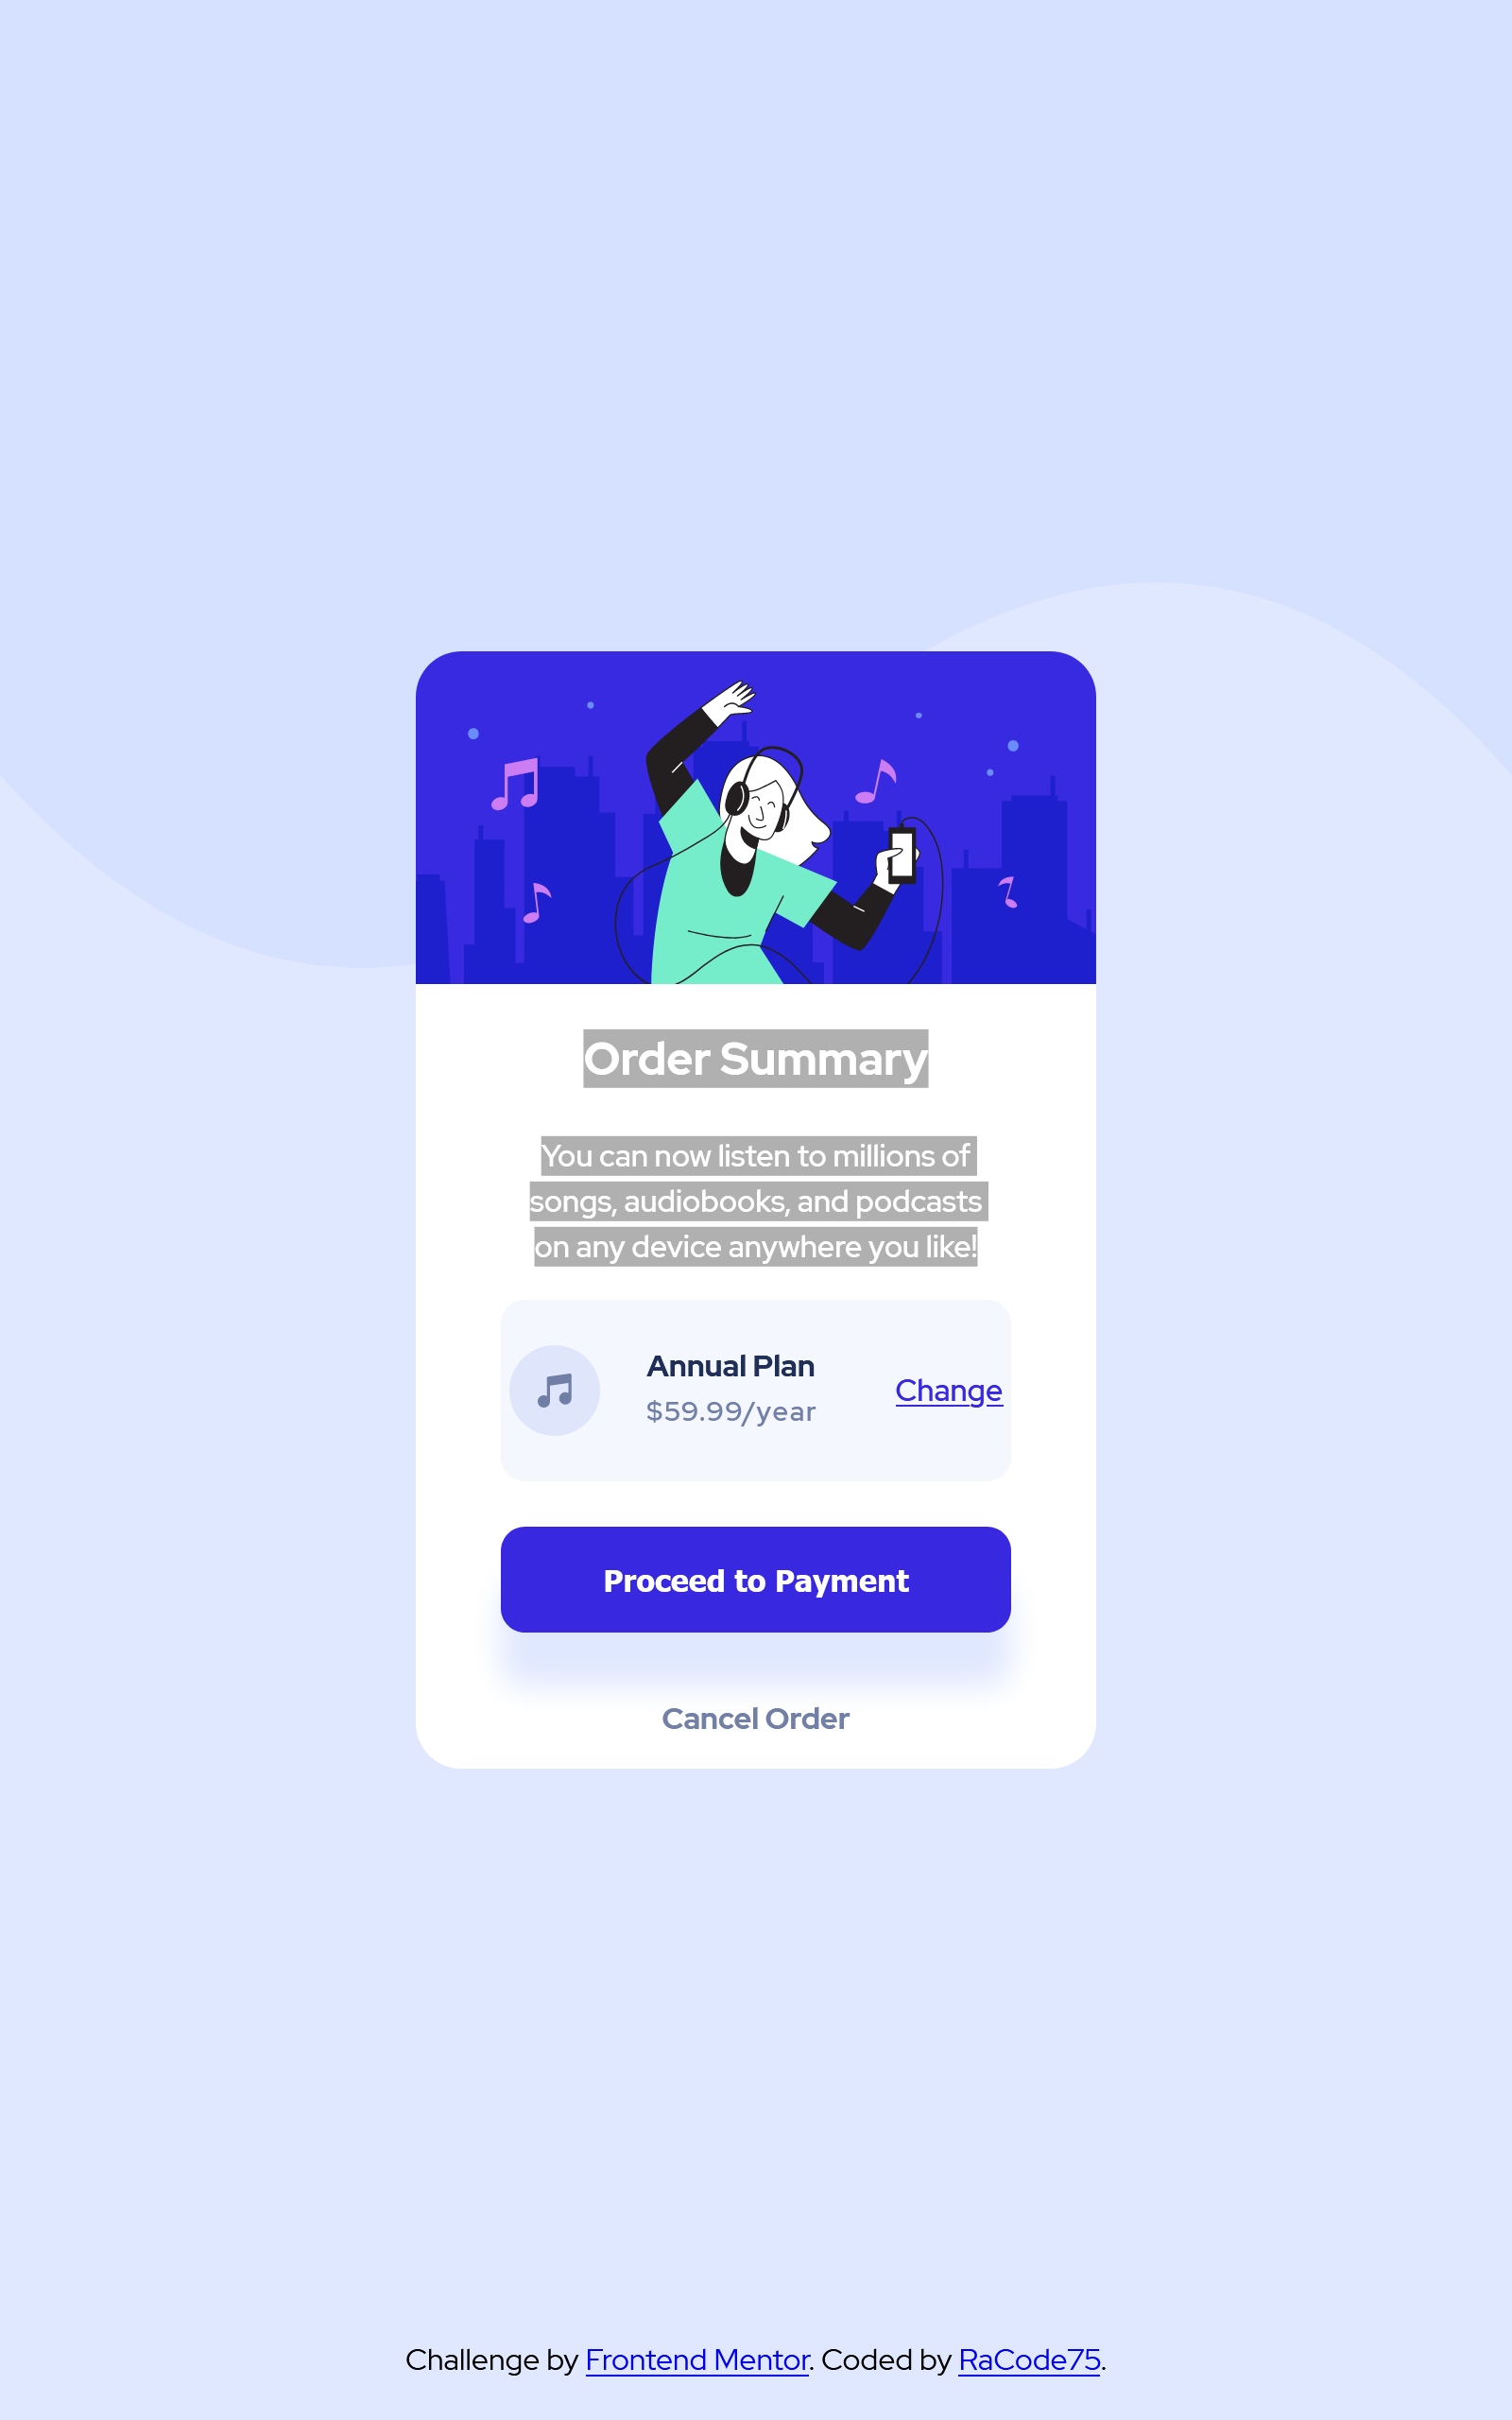 Order Summary
You can now listen to millions of
songs, audiobooks, and podcasts
on any device anywhere you like!
Annual Plan
$59.99/year
Change
Proceed to Payment
Cancel Order
Challenge by Frontend Mentor. Coded by RaCode75.